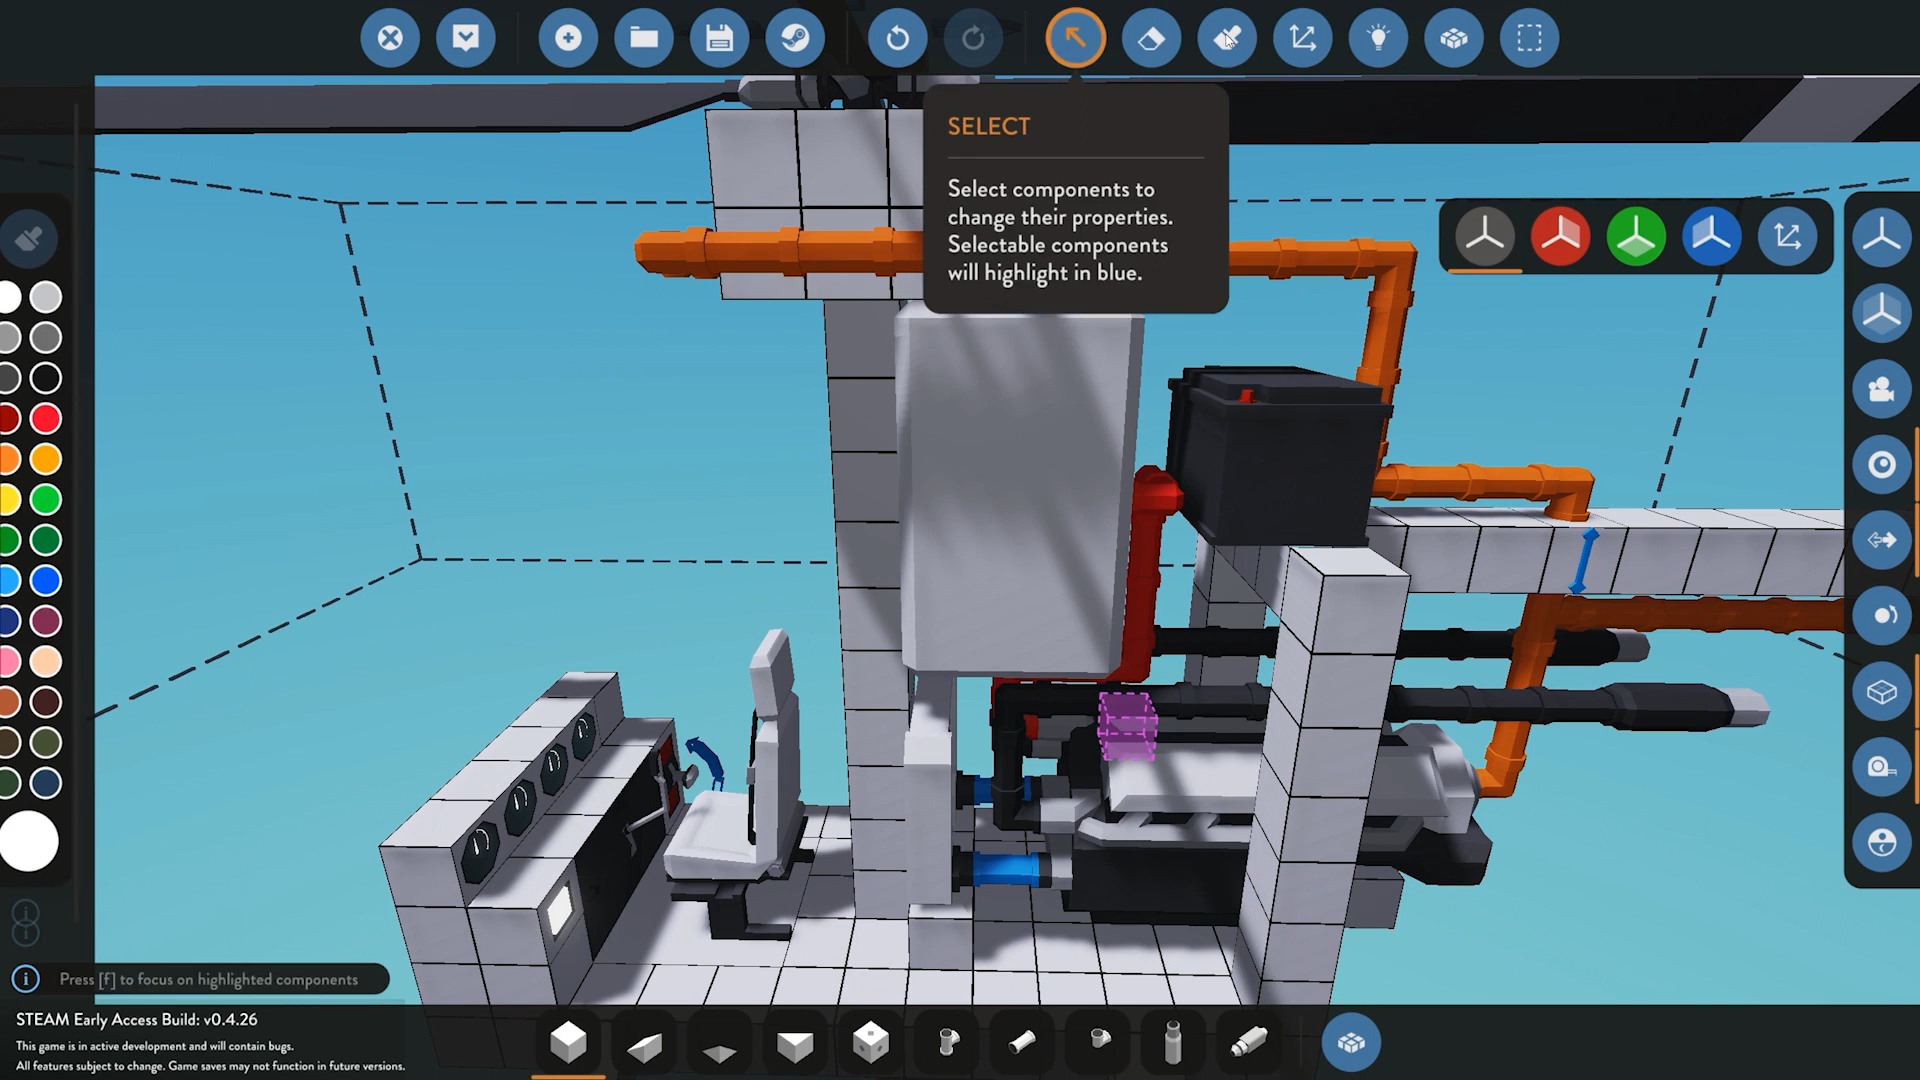 SELECT
Select components to
change their properties.
Selectable components
will highlight in blue.
Press [f] to focus on highlighted components
STEAM Early Access Build: v0.4.26
This game is in active development and will contain bugs.
All features subject to change. Game saves may not function in future versions.